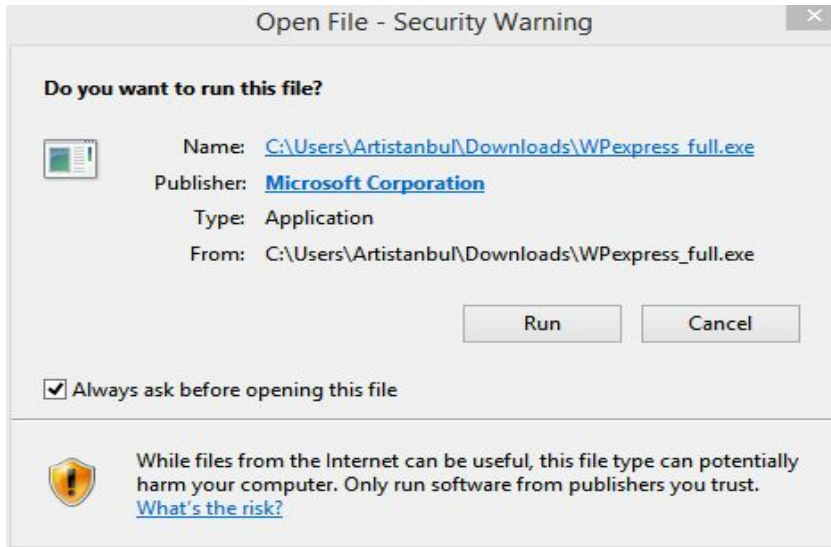 Open File - Security Warning
Do you want to run this file?
Name: C:\Users\Artistanbul\Downloads\WPexpress_full.exe
Publisher: Microsoft Corporation
Type: Application
From: C:\Users\Artistanbul\Downloads\WPexpress_full.exe
Run Cancel
Always ask before opening this file
While files from the Internet can be useful, this file type can potentially
harm your computer. Only run software from publishers you trust.
What's the risk?